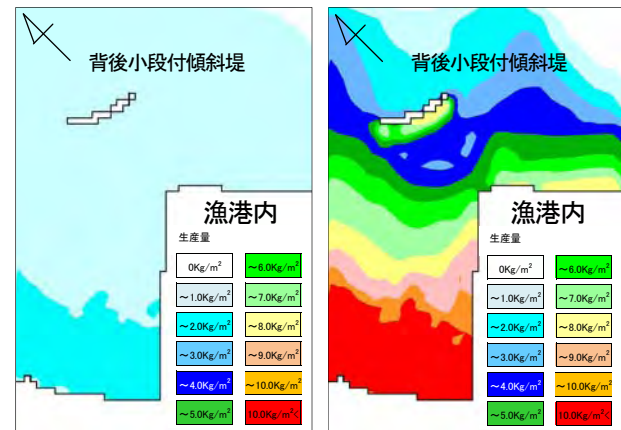 背後小段付傾斜堤
漁港内
生産量
0Kg/m²
～6.0Kg/m²
～1.0Kg/m²
～7.0Kg/m²
～2.0Kg/m²
～8.0Kg/m²
～3.0Kg/m²
～9.0Kg/m²
～4.0Kg/m²
～10.0Kg/m²
～5.0Kg/m²
10.0Kg/m²<
背後小段付傾斜堤
漁港内
生産量
0Kg/m²
～6.0Kg/m²
～1.0Kg/m²
～7.0Kg/m²
～2.0Kg/m²
～8.0Kg/m²
～3.0Kg/m²
～9.0Kg/m²
～4.0Kg/m²
～10.0Kg/m²
～5.0Kg/m²
10.0Kg/m²<